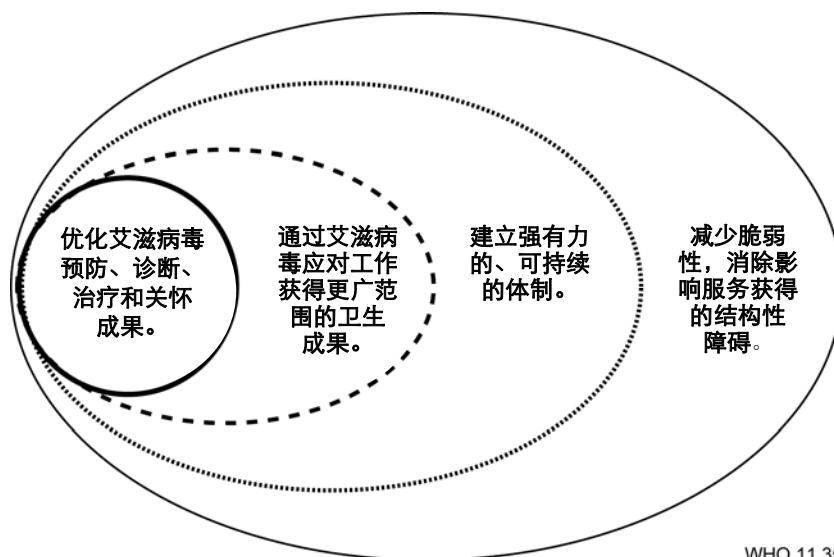 优化艾滋病毒
预防、诊断、
治疗和关怀
成果。
通过艾滋病
毒应对工作
获得更广范
围的卫生
成果。
建立强有力
的、可持续
的体制。
减少脆弱
性，消除影
响服务获得
的结构性
障碍。
WHO 11.39